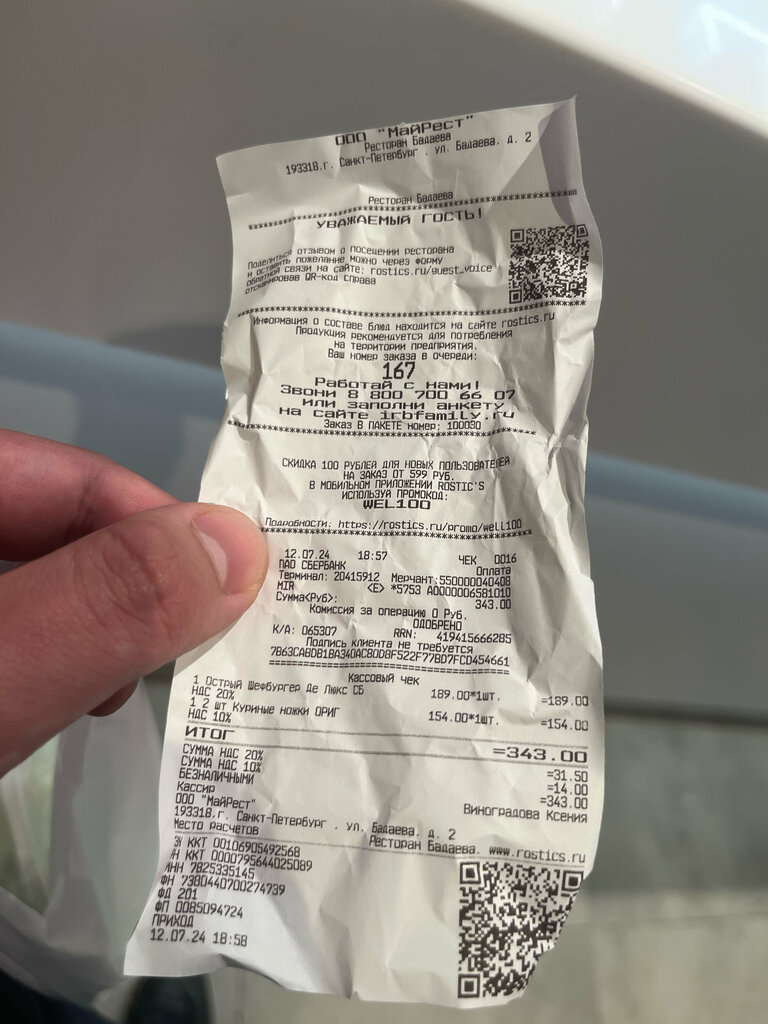 ООО "МайРест"
Ресторан Бадаева
193318,г. Санкт-Петербург , ул. Бадаева, д. 2
Ресторан Бадаева
****************************************
УВАЖАЕМЫЙ ГОСТЬ!
Поделиться отзывом о посещении ресторана
и оставить пожелание можно через форму
обратной связи на сайте: rostics.ru/guest_voice
отсканировав QR-код справа
****************************************
Информация о составе блюд находится на сайте rostics.ru
Продукция рекомендуется для потребления
на территории предприятия.
Ваш номер заказа в очереди:
167
Работай с нами!
Звони 8 800 700 66 07
или заполни анкету
на сайте irbfamily.ru
Заказ В ПАКЕТЕ номер: 100030
****************************************
СКИДКА 100 РУБЛЕЙ ДЛЯ НОВЫХ ПОЛЬЗОВАТЕЛЕЙ
НА ЗАКАЗ ОТ 599 РУБ.
В МОБИЛЬНОМ ПРИЛОЖЕНИИ ROSTIC'S
ИСПОЛЬЗУЙ ПРОМОКОД:
WEL100
Подробности: https://rostics.ru/promo/wel100
****************************************
12.07.24 18:57 ЧЕК 0016
ПАО СБЕРБАНК Оплата
Терминал: 20415912 Мерчант:550000040408
MIR <E> *5753 A0000006581010
Сумма<Руб>: 343.00
Комиссия за операцию 0 Руб.
ОДОБРЕНО
К/А: 065307 RRN: 419415666285
Подпись клиента не требуется
7B63CABDB1BA340AC8DD8F522F77BD7FCD454661
========================================
Кассовый чек
1 Острый Шефбургер Де Люкс СБ 189.00*1шт. =189.00
НДС 20%
1 2 шт Куриные ножки ОРИГ 154.00*1шт. =154.00
НДС 10%
ИТОГ =343.00
СУММА НДС 20% =31.50
СУММА НДС 10% =14.00
БЕЗНАЛИЧНЫМИ =343.00
Кассир Виноградова Ксения
ООО "МайРест"
193318,г. Санкт-Петербург , ул. Бадаева, д. 2
Место расчетов Ресторан Бадаева, www.rostics.ru
ЗН ККТ 00106905492568
РН ККТ 0000795644025089
ИНН 7825335145
ФН 7380440700274739
ФД 201
ФП 0085094724
ПРИХОД
12.07.24 18:58